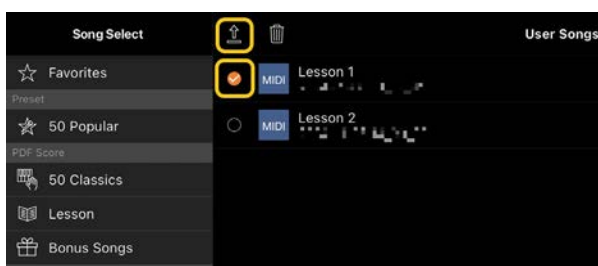 Song Select
User Songs
Favorites
Preset
50 Popular
PDF Score
50 Classics
Lesson
Bonus Songs
MIDI
Lesson 1
MIDI
Lesson 2